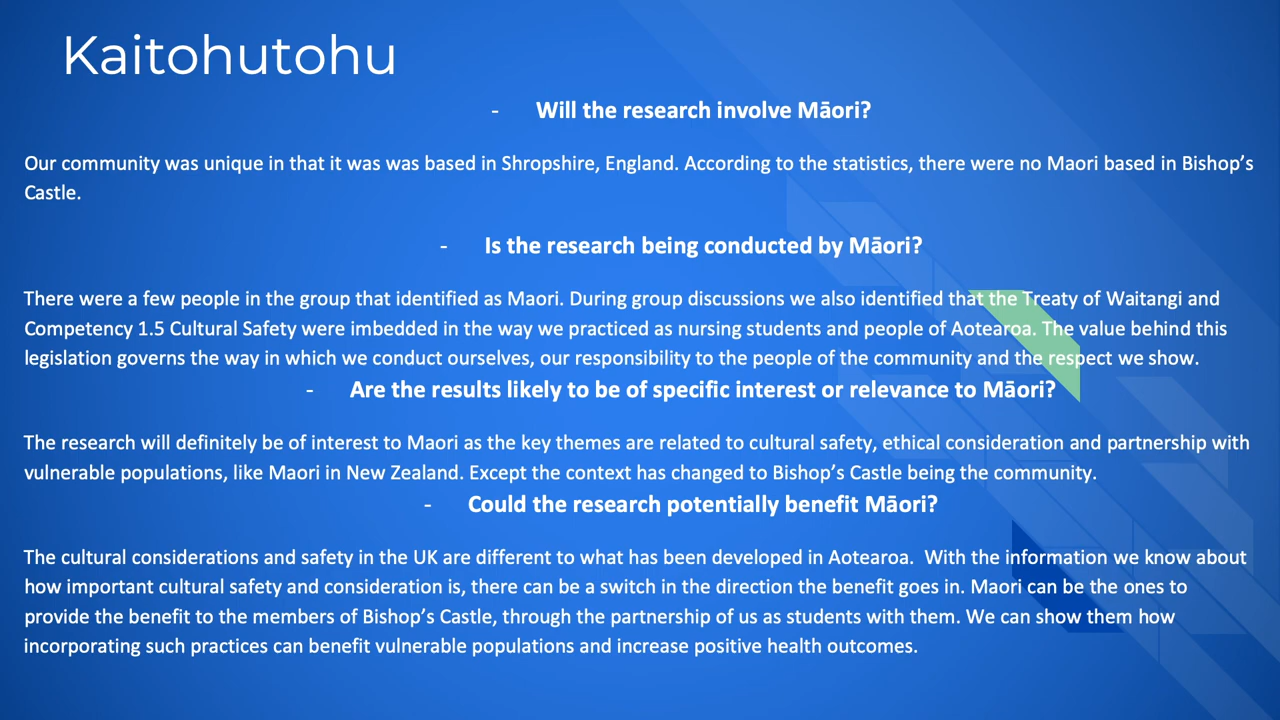 Kaitohutohu
- Will the research involve Māori?
Our community was unique in that it was was based in Shropshire, England. According to the statistics, there were no Maori based in Bishop's
Castle.
- Is the research being conducted by Māori?
There were a few people in the group that identified as Maori. During group discussions we also identified that the Treaty of Waitangi and
Competency 1.5 Cultural Safety were imbedded in the way we practiced as nursing students and people of Aotearoa. The value behind this
legislation governs the way in which we conduct ourselves, our responsibility to the people of the community and the respect we show.
- Are the results likely to be of specific interest or relevance to Māori?
The research will definitely be of interest to Maori as the key themes are related to cultural safety, ethical consideration and partnership with
vulnerable populations, like Maori in New Zealand. Except the context has changed to Bishop's Castle being the community.
- Could the research potentially benefit Māori?
The cultural considerations and safety in the UK are different to what has been developed in Aotearoa.  With the information we know about
how important cultural safety and consideration is, there can be a switch in the direction the benefit goes in. Maori can be the ones to
provide the benefit to the members of Bishop's Castle, through the partnership of us as students with them. We can show them how
incorporating such practices can benefit vulnerable populations and increase positive health outcomes.